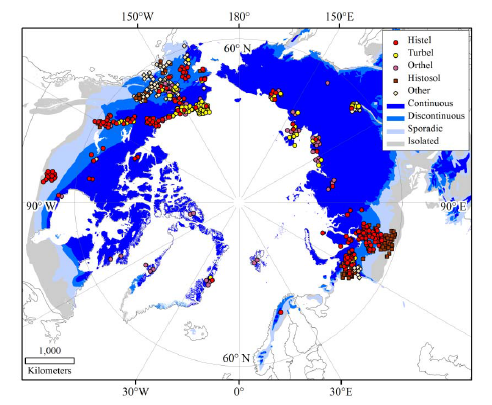 150°W 180° 150°E
60° N
Histel
Turbel
Orthel
Histosol
Other
Continuous
Discontinuous
Sporadic
Isolated
90° W 90° E
60° N
1,000
Kilometers
30°W 0° 30°E